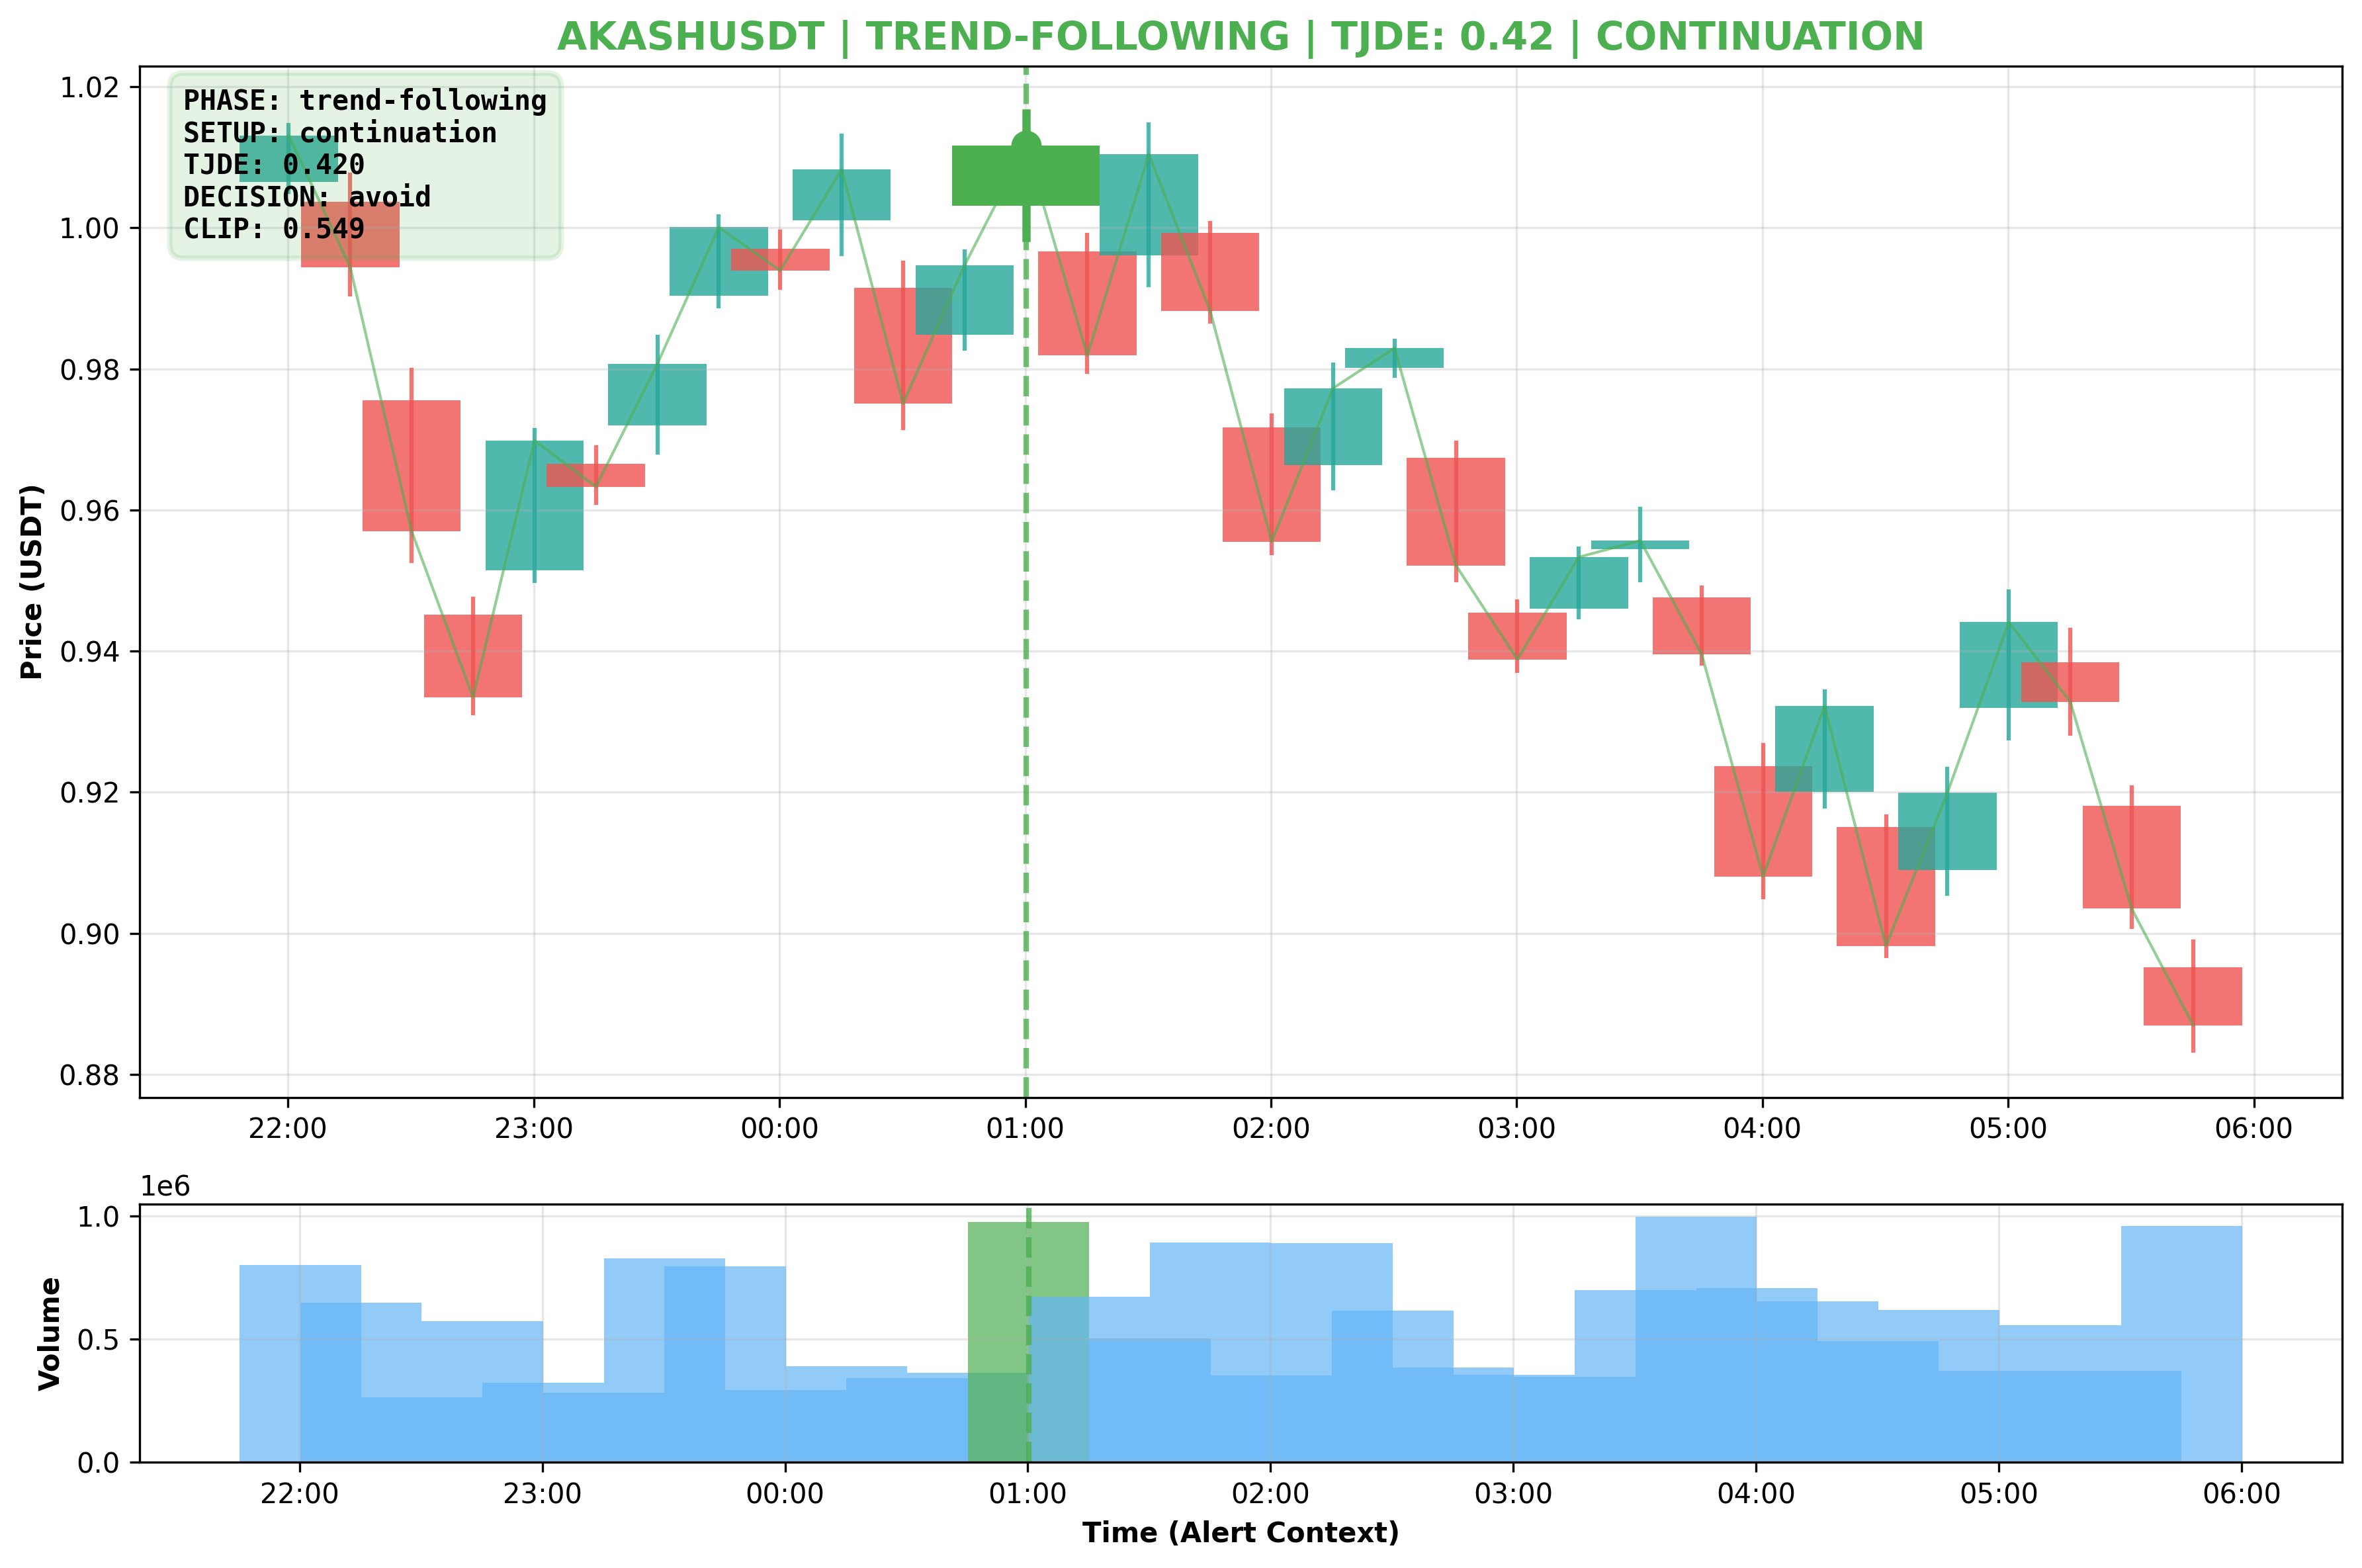 AKASHUSDT | TREND-FOLLOWING | TJDE: 0.42 | CONTINUATION
PHASE: trend-following
SETUP: continuation
TJDE: 0.420
DECISION: avoid
CLIP: 0.549
Price (USDT)
1.02
1.00
0.98
0.96
0.94
0.92
0.90
0.88
22:00 23:00 00:00 01:00 02:00 03:00 04:00 05:00 06:00
1e6
Volume
1.0
0.5
0.0
22:00 23:00 00:00 01:00 02:00 03:00 04:00 05:00 06:00
Time (Alert Context)